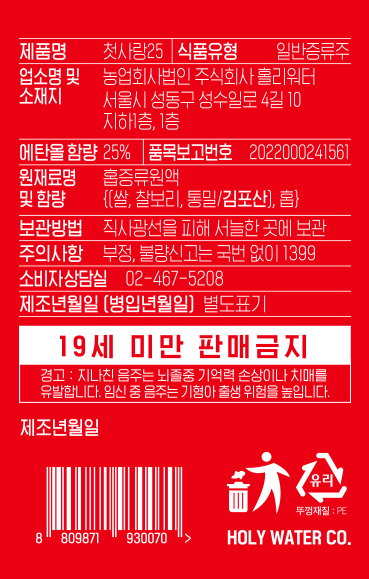 제품명 첫사랑25 식품유형 일반증류주
업소명 및 농업회사법인 주식회사 홀리워터
소재지 서울시 성동구 성수일로 4길 10
지하1층, 1층
에탄올 함량 25% 품목보고번호 2022000241561
원재료명 홉증류원액
및 함량 {(쌀, 찰보리, 통밀/김포산), 홉}
보관방법 직사광선을 피해 서늘한 곳에 보관
주의사항 부정, 불량신고는 국번 없이 1399
소비자상담실 02-467-5208
제조년월일 (병입년월일) 별도표기
19세 미만 판매금지
경고 : 지나친 음주는 뇌졸중 기억력 손상이나 치매를
유발합니다. 임신 중 음주는 기형아 출생 위험을 높입니다.
제조년월일
유리
뚜껑재질 : PE
8 809871 930070 >
HOLY WATER CO.